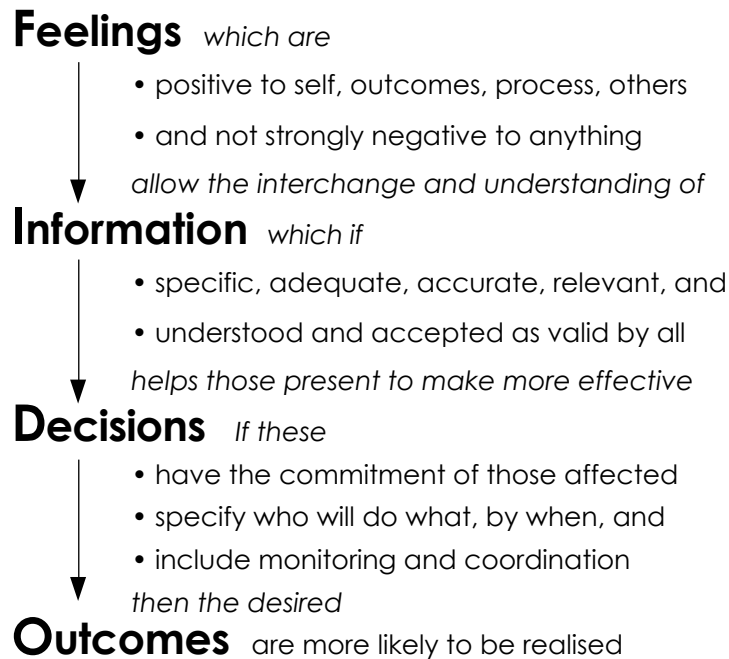 Feelings which are
• positive to self, outcomes, process, others
• and not strongly negative to anything
allow the interchange and understanding of
Information which if
• specific, adequate, accurate, relevant, and
• understood and accepted as valid by all
helps those present to make more effective
Decisions If these
• have the commitment of those affected
• specify who will do what, by when, and
• include monitoring and coordination
then the desired
Outcomes are more likely to be realised